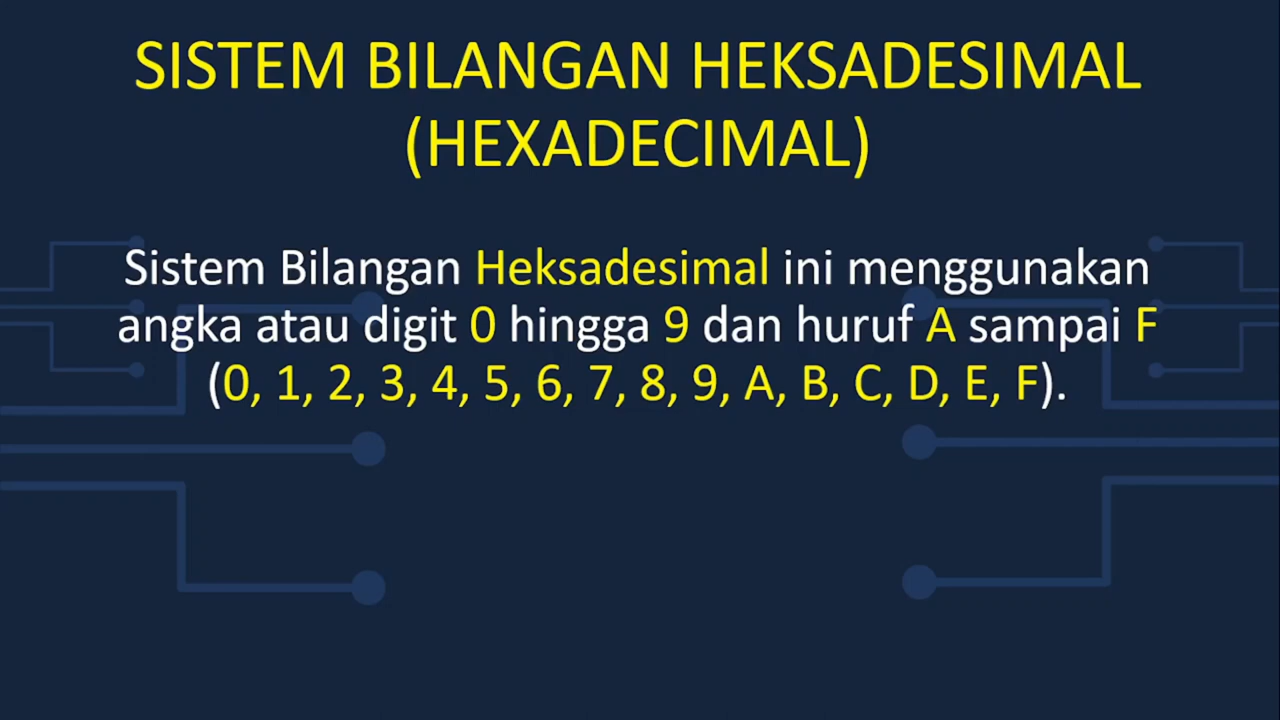 SISTEM BILANGAN HEKSADESIMAL
(HEXADECIMAL)
Sistem Bilangan Heksadesimal ini menggunakan
angka atau digit 0 hingga 9 dan huruf A sampai F
(0, 1, 2, 3, 4, 5, 6, 7, 8, 9, A, B, C, D, E, F).